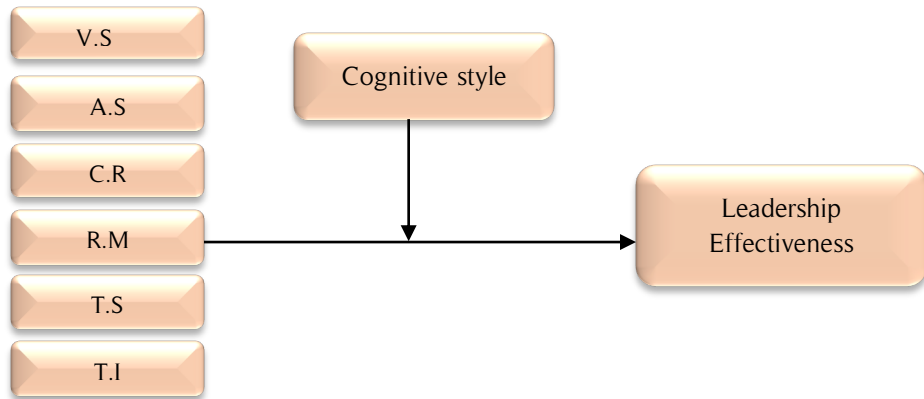 V.S
A.S
C.R
R.M
T.S
T.I
Cognitive style
Leadership
Effectiveness